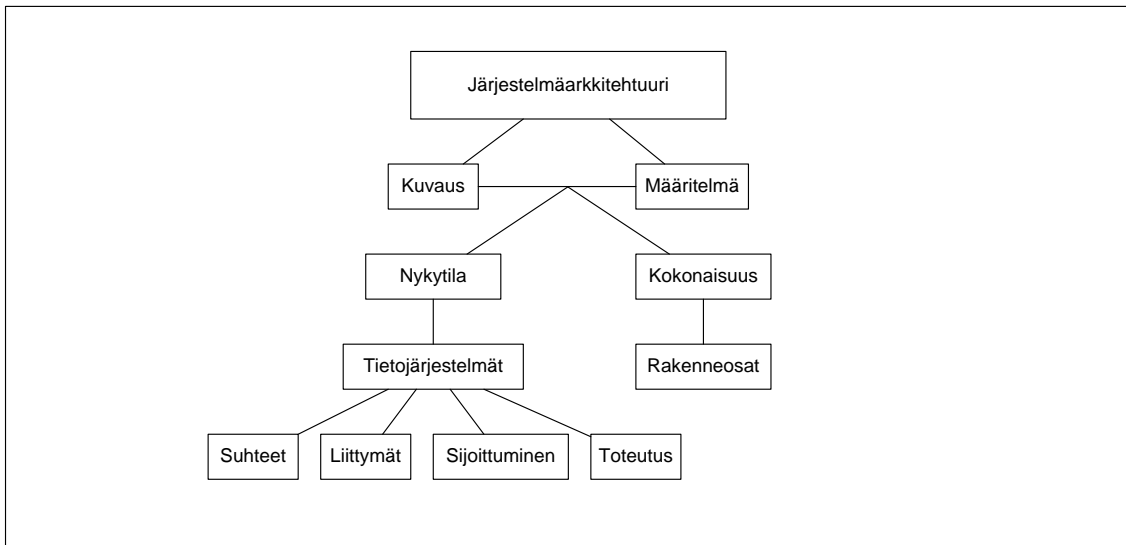 Järjestelmäarkkitehtuuri
Kuvaus
Määritelmä
Nykytila
Kokonaisuus
Tietojärjestelmät
Rakenneosat
Suhteet
Liittymät
Sijoittuminen
Toteutus